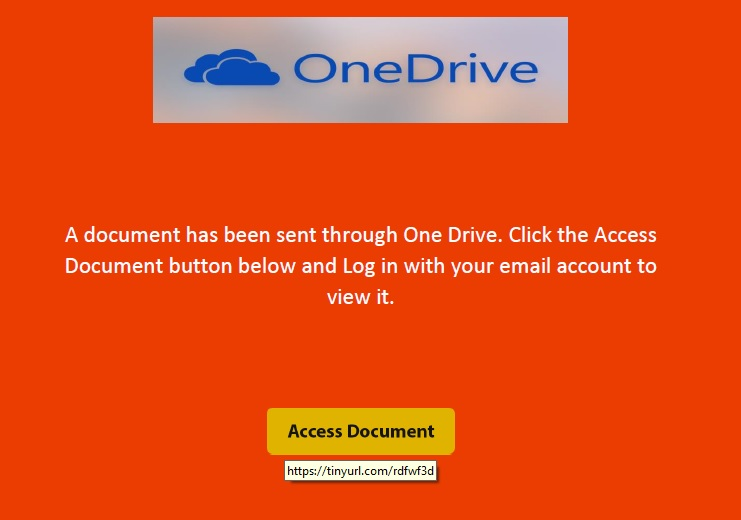 OneDrive
A document has been sent through One Drive. Click the Access
Document button below and Log in with your email account to
view it.
Access Document
https://tinyurl.com/rdfwf3d